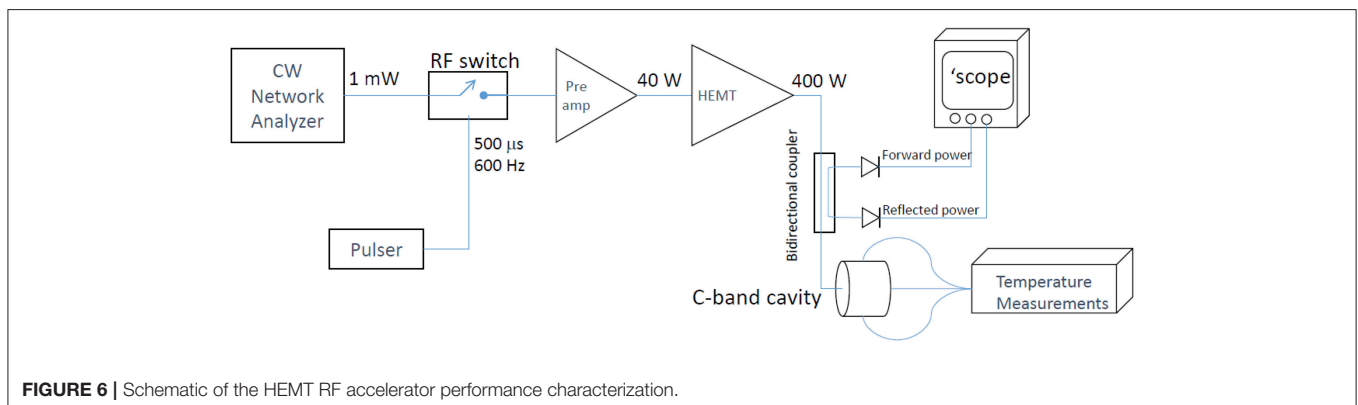 CW
Network
Analyzer
1 mW
RF switch
500 µs
600 Hz
Pulser
Pre
amp
40 W
HEMT
400 W
Bidirectional coupler
Forward power
Reflected power
'scope
C-band cavity
Temperature
Measurements
FIGURE 6 | Schematic of the HEMT RF accelerator performance characterization.